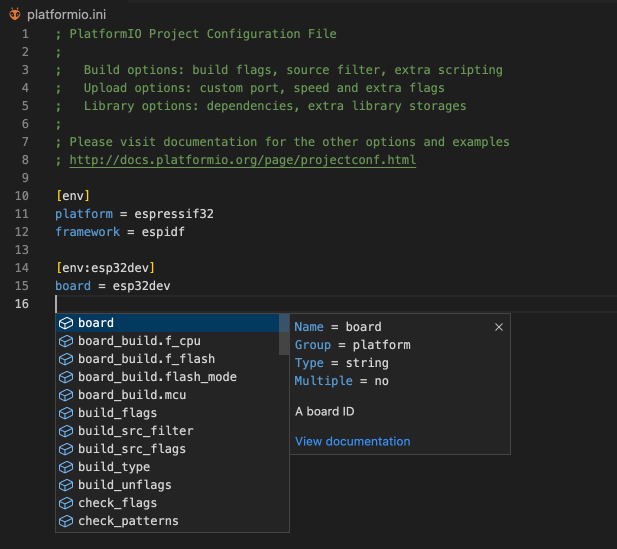 platformio.ini
1 ; PlatformIO Project Configuration File
2 ;
3 ;   Build options: build flags, source filter, extra scripting
4 ;   Upload options: custom port, speed and extra flags
5 ;   Library options: dependencies, extra library storages
6 ;
7 ; Please visit documentation for the other options and examples
8 ; http://docs.platformio.org/page/projectconf.html
9
10 [env]
11 platform = espressif32
12 framework = espidf
13
14 [env:esp32dev]
15 board = esp32dev
16
board
board_build.f_cpu
board_build.f_flash
board_build.flash_mode
board_build.mcu
build_flags
build_src_filter
build_src_flags
build_type
build_unflags
check_flags
check_patterns
Name = board
Group = platform
Type = string
Multiple = no
A board ID
View documentation